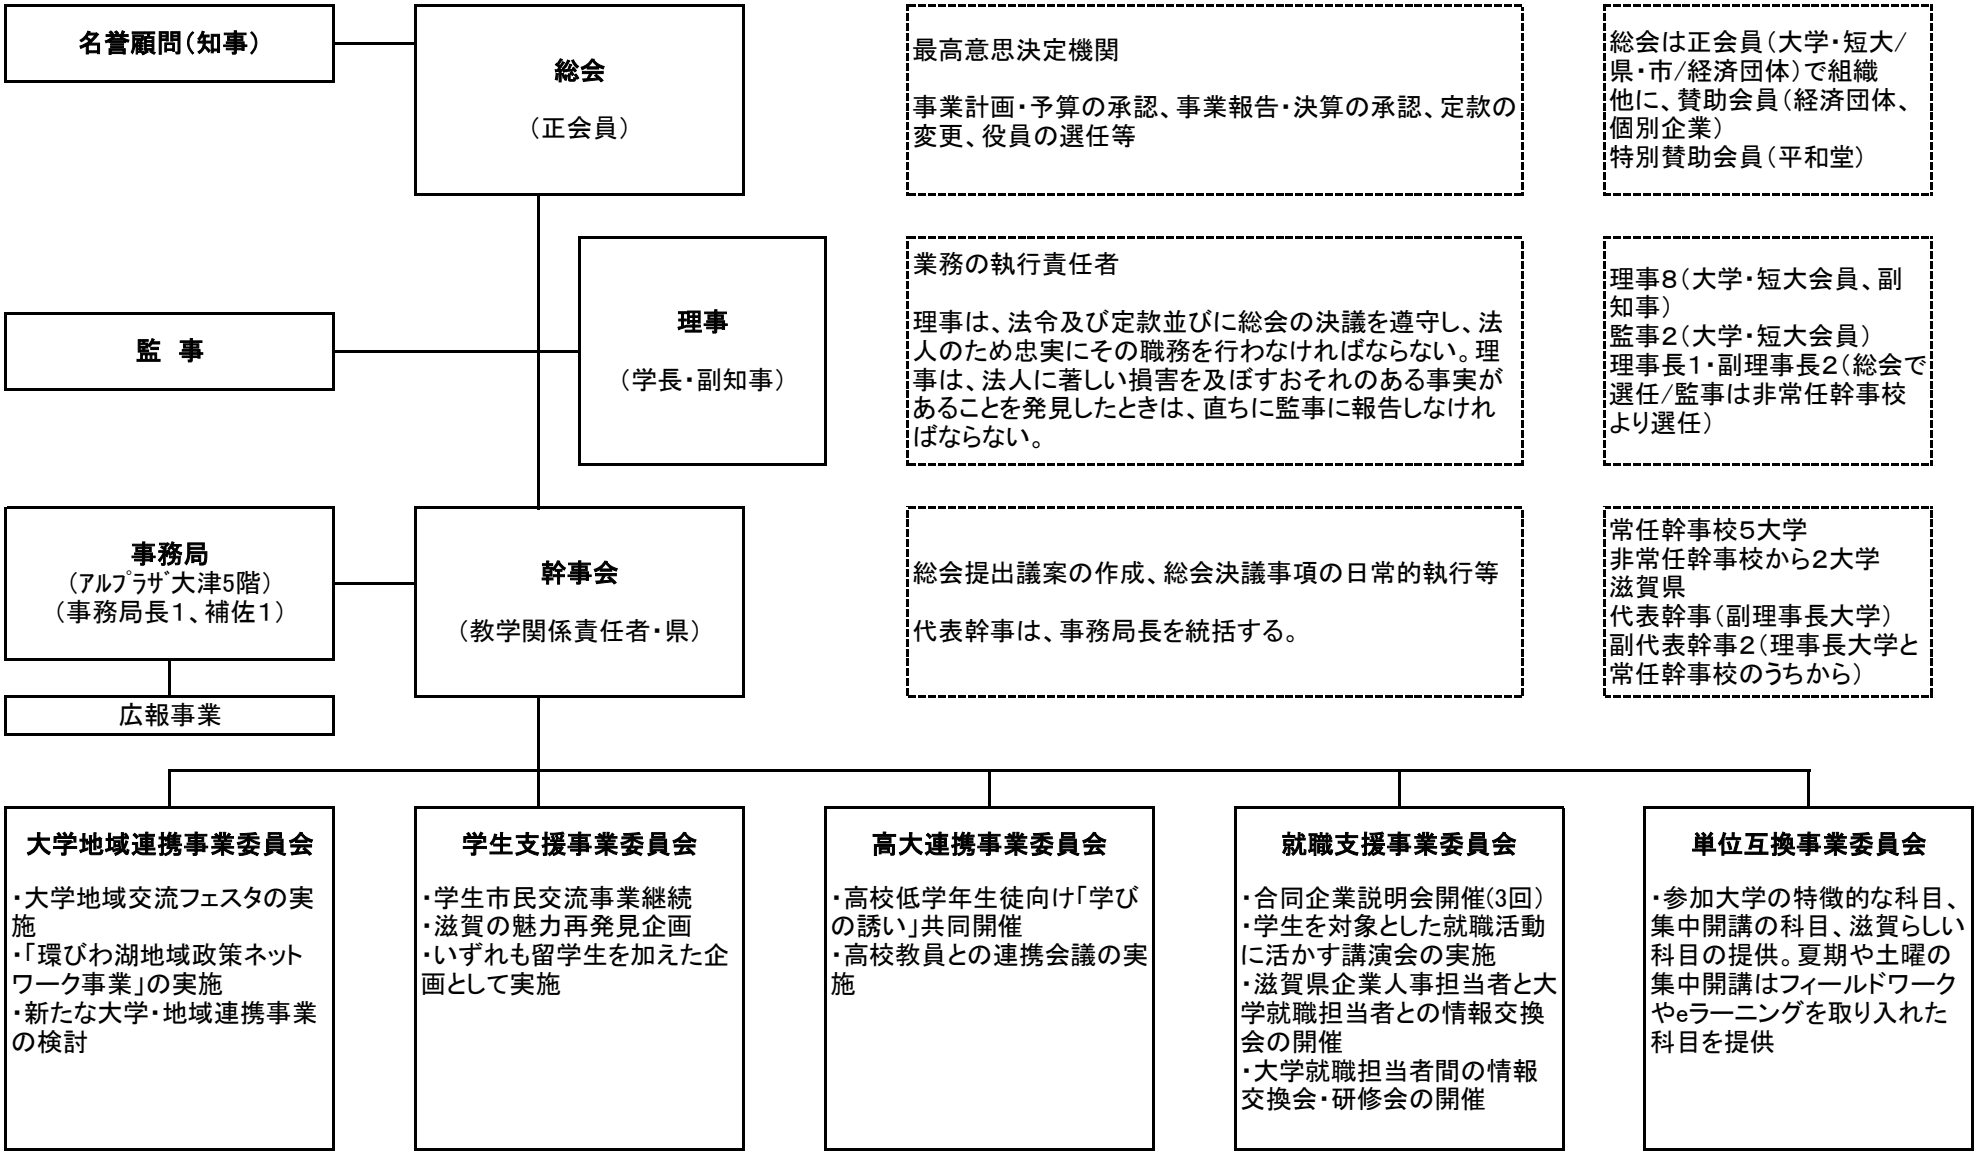 名誉顧問（知事）
総会
（正会員）
最高意思決定機関
事業計画・予算の承認、事業報告・決算の承認、定款の
変更、役員の選任等
総会は正会員（大学・短大/
県・市/経済団体）で組織
他に、賛助会員（経済団体、
個別企業）
特別賛助会員（平和堂）
監　事
理事
（学長・副知事）
業務の執行責任者
理事は、法令及び定款並びに総会の決議を遵守し、法
人のため忠実にその職務を行わなければならない。理
事は、法人に著しい損害を及ぼすおそれのある事実が
あることを発見したときは、直ちに監事に報告しなけれ
ばならない。
理事８（大学・短大会員、副
知事）
監事２（大学・短大会員）
理事長１・副理事長２（総会で
選任/監事は非常任幹事校
より選任）
事務局
（ｱﾙﾌﾟﾗｻﾞ大津5階）
（事務局長１、補佐１）
幹事会
（教学関係責任者・県）
総会提出議案の作成、総会決議事項の日常的執行等
代表幹事は、事務局長を統括する。
常任幹事校５大学
非常任幹事校から２大学
滋賀県
代表幹事（副理事長大学）
副代表幹事２（理事長大学と
常任幹事校のうちから）
広報事業
大学地域連携事業委員会
・大学地域交流フェスタの実
施
・「環びわ湖地域政策ネット
ワーク事業」の実施
・新たな大学・地域連携事業
の検討
学生支援事業委員会
・学生市民交流事業継続
・滋賀の魅力再発見企画
・いずれも留学生を加えた企
画として実施
高大連携事業委員会
・高校低学年生徒向け「学び
の誘い」共同開催
・高校教員との連携会議の実
施
就職支援事業委員会
・合同企業説明会開催(3回)
・学生を対象とした就職活動
に活かす講演会の実施
・滋賀県企業人事担当者と大
学就職担当者との情報交換
会の開催
・大学就職担当者間の情報
交換会・研修会の開催
単位互換事業委員会
・参加大学の特徴的な科目、
集中開講の科目、滋賀らしい
科目の提供。夏期や土曜の
集中開講はフィールドワーク
やeラーニングを取り入れた
科目を提供